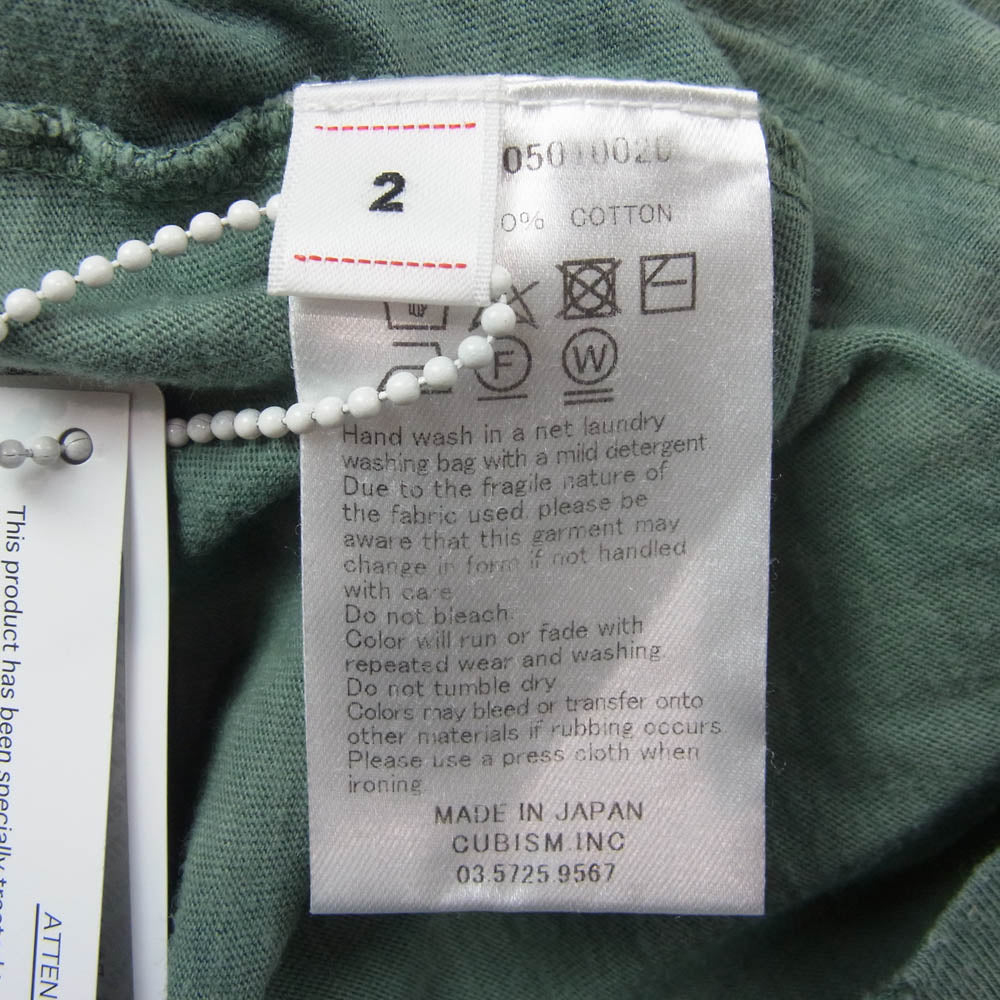 2
0% COTTON
F
W
Hand wash in a net laundry
washing bag with a mild detergent
Due to the fragile nature of
the fabric used, please be
aware that this garment may
change in form if not handled
with care
Do not bleach.
Color will run or fade with
repeated wear and washing.
Do not tumble dry
Colors may bleed or transfer onto
other materials if rubbing occurs
Please use a press cloth when
ironing.
MADE IN JAPAN
CUBISM.INC
03.5725.9567
This product has been specially